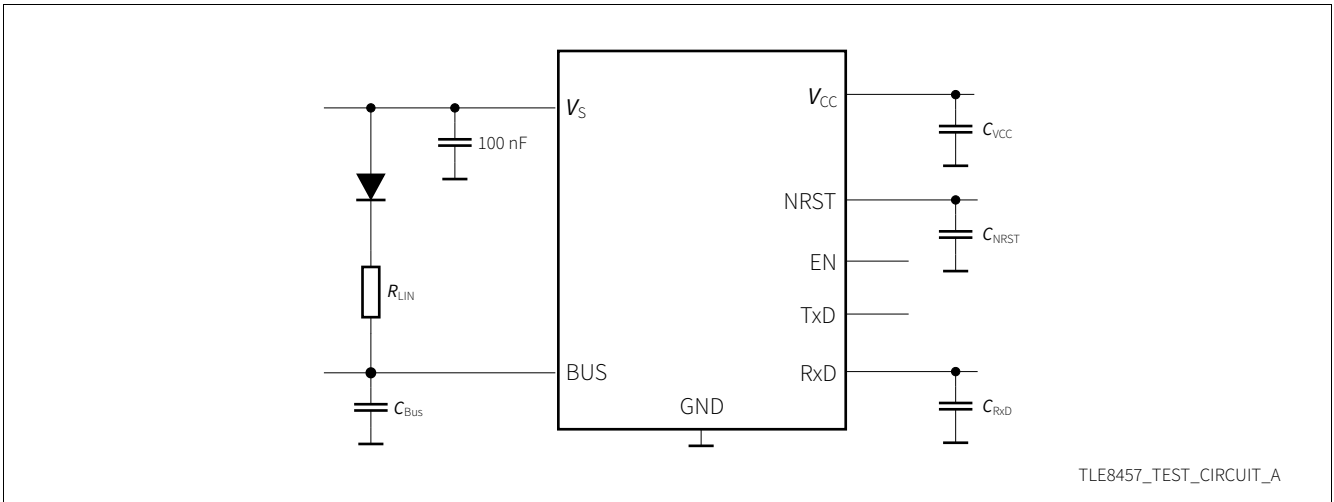 VS
100 nF
VCC
CVCC
NRST
CNRST
EN
RLIN
TxD
BUS
RxD
CBus
GND
CRxD
TLE8457_TEST_CIRCUIT_A